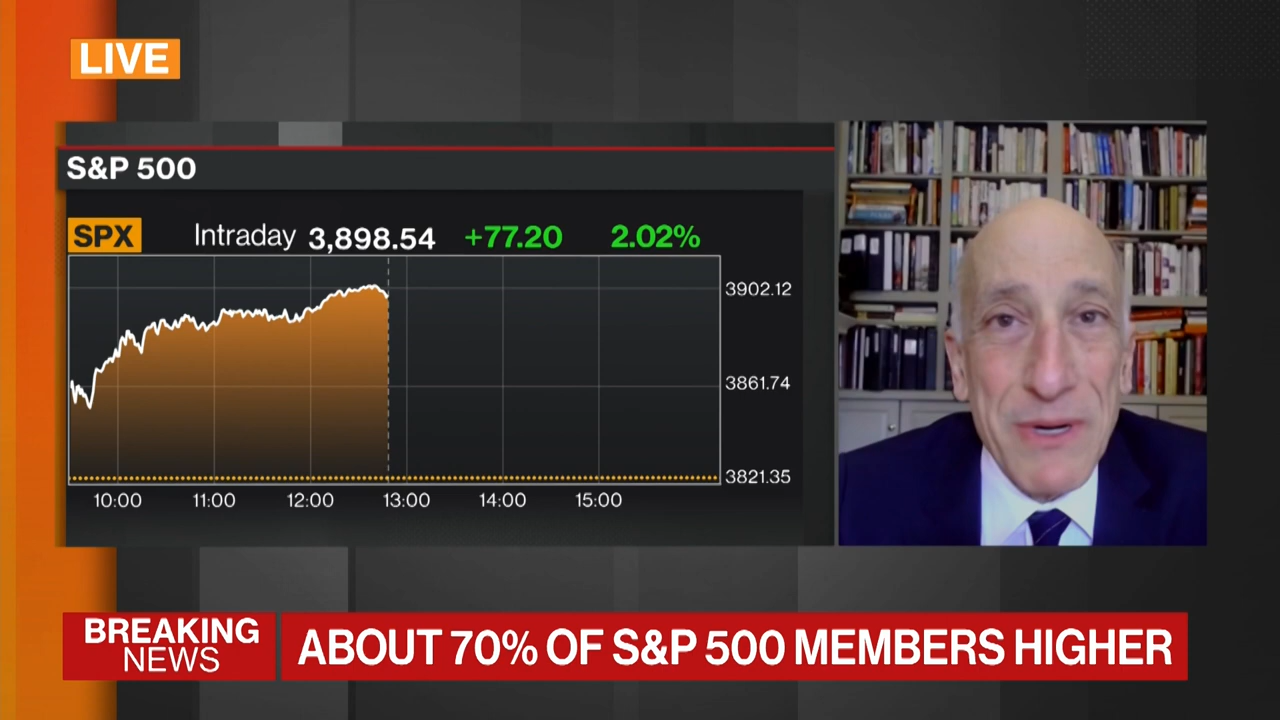 LIVE
S&P 500
SPX Intraday 3,898.54 +77.20 2.02%
3902.12
3861.74
3821.35
10:00 11:00 12:00 13:00 14:00 15:00
BREAKING
NEWS
ABOUT 70% OF S&P 500 MEMBERS HIGHER